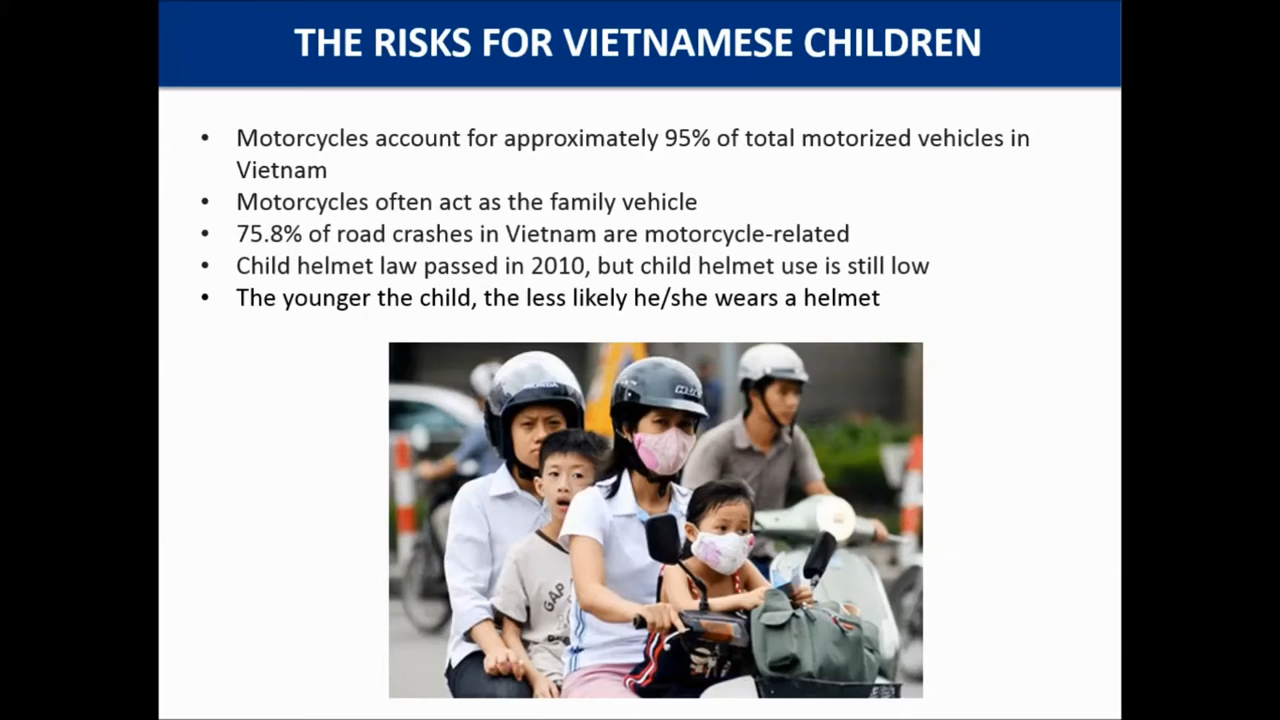 THE RISKS FOR VIETNAMESE CHILDREN
• Motorcycles account for approximately 95% of total motorized vehicles in
Vietnam
• Motorcycles often act as the family vehicle
• 75.8% of road crashes in Vietnam are motorcycle-related
• Child helmet law passed in 2010, but child helmet use is still low
• The younger the child, the less likely he/she wears a helmet
HONDA
GAP